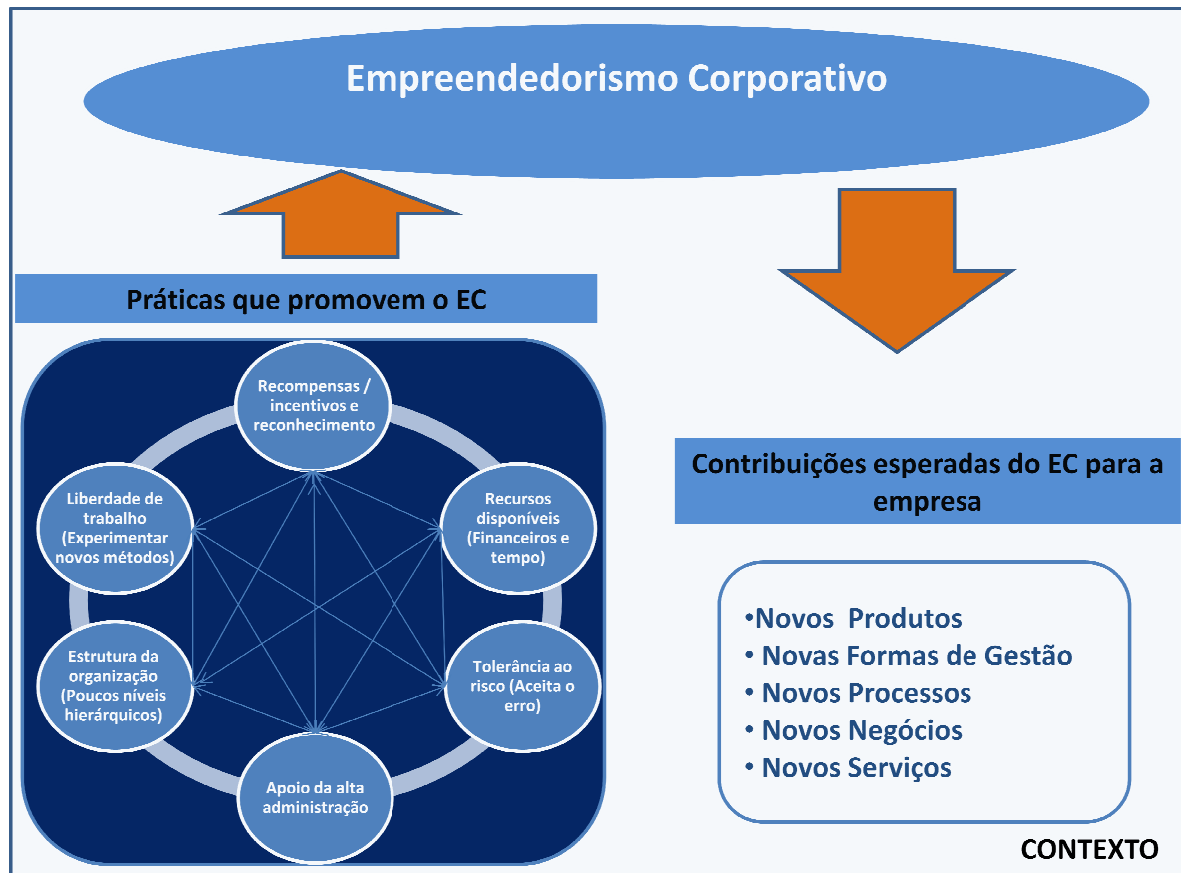 Empreendedorismo Corporativo
Práticas que promovem o EC
Recompensas /
incentivos e
reconhecimento
Liberdade de
trabalho
(Experimentar
novos métodos)
Recursos
disponíveis
(Financeiros e
tempo)
Estrutura da
organização
(Poucos níveis
hierárquicos)
Tolerância ao
risco (Aceita o
erro)
Apoio da alta
administração
Contribuições esperadas do EC para a
empresa
•Novos Produtos
• Novas Formas de Gestão
• Novos Processos
• Novos Negócios
• Novos Serviços
CONTEXTO